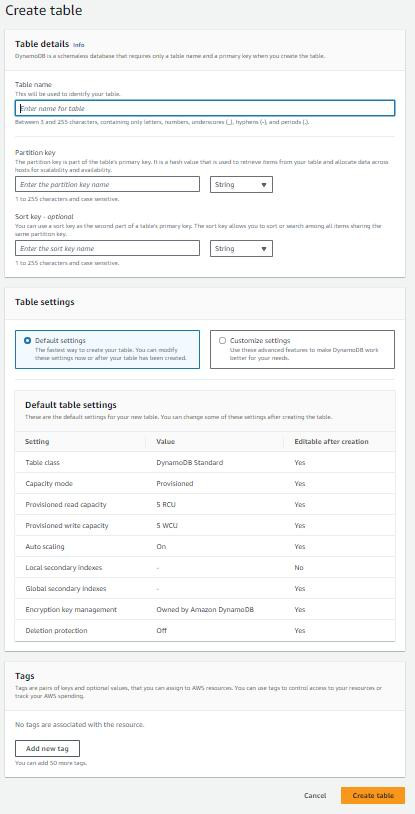 Create table
Table details Info
DynamoDB is a schemaless database that requires only a table name and a primary key when you create the table.
Table name
This will be used to identify your table.
Enter name for table
Between 3 and 255 characters, containing only letters, numbers, underscores (_), hyphens (-), and periods (.).
Partition key
The partition key is part of the table's primary key. It is a hash value that is used to retrieve items from your table and allocate data across
hosts for scalability and availability.
Enter the partition key name
String
1 to 255 characters and case sensitive.
Sort key - optional
You can use a sort key as the second part of a table's primary key. The sort key allows you to sort or search among all items sharing the
same partition key.
Enter the sort key name
String
1 to 255 characters and case sensitive.
Table settings
Default settings
The fastest way to create your table. You can modify
these settings now or after your table has been created.
Customize settings
Use these advanced features to make DynamoDB work
better for your needs.
Default table settings
These are the default settings for your new table. You can change some of these settings after creating the table.
Setting Value Editable after creation
Table class DynamoDB Standard Yes
Capacity mode Provisioned Yes
Provisioned read capacity 5 RCU Yes
Provisioned write capacity 5 WCU Yes
Auto scaling On Yes
Local secondary indexes - No
Global secondary indexes - Yes
Encryption key management Owned by Amazon DynamoDB Yes
Deletion protection Off Yes
Tags
Tags are pairs of keys and optional values, that you can assign to AWS resources. You can use tags to control access to your resources or
track your AWS spending.
No tags are associated with the resource.
Add new tag
You can add 50 more tags.
Cancel Create table